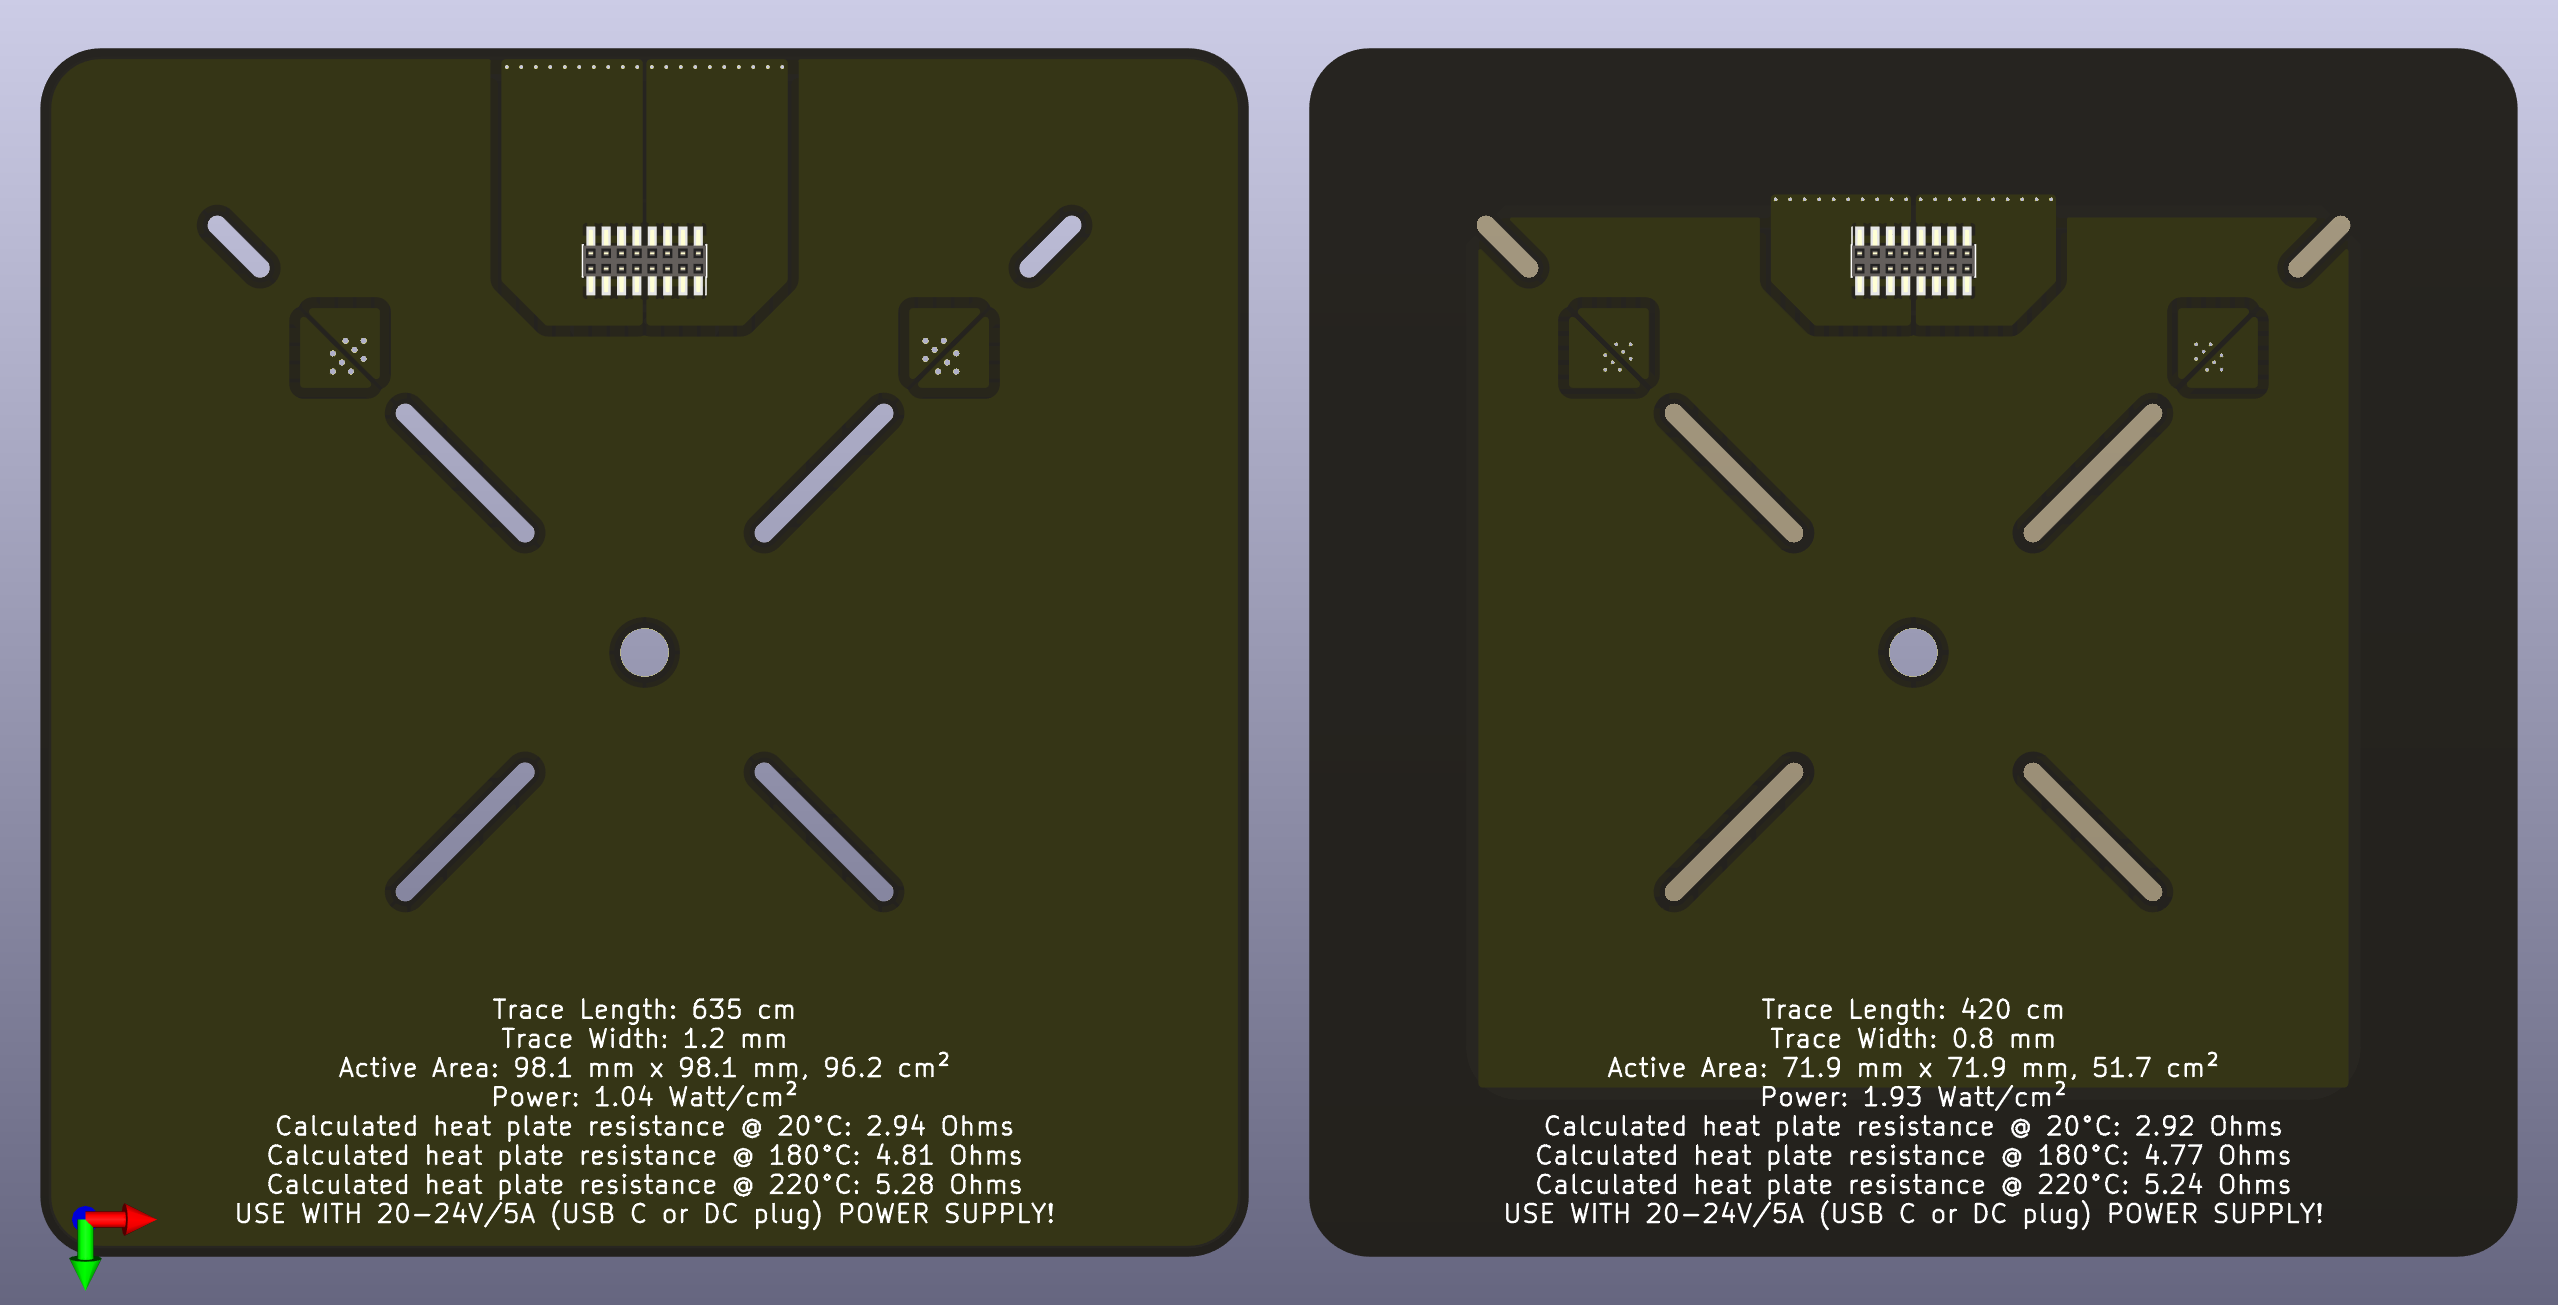 Trace Length: 635 cm
Trace Width: 1.2 mm
Active Area: 98.1 mm x 98.1 mm, 96.2 cm²
Power: 1.04 Watt/cm²
Calculated heat plate resistance @ 20°C: 2.94 Ohms
Calculated heat plate resistance @ 180°C: 4.81 Ohms
Calculated heat plate resistance @ 220°C: 5.28 Ohms
USE WITH 20-24V/5A (USB C or DC plug) POWER SUPPLY!
Trace Length: 420 cm
Trace Width: 0.8 mm
Active Area: 71.9 mm x 71.9 mm, 51.7 cm²
Power: 1.93 Watt/cm²
Calculated heat plate resistance @ 20°C: 2.92 Ohms
Calculated heat plate resistance @ 180°C: 4.77 Ohms
Calculated heat plate resistance @ 220°C: 5.24 Ohms
USE WITH 20-24V/5A (USB C or DC plug) POWER SUPPLY!